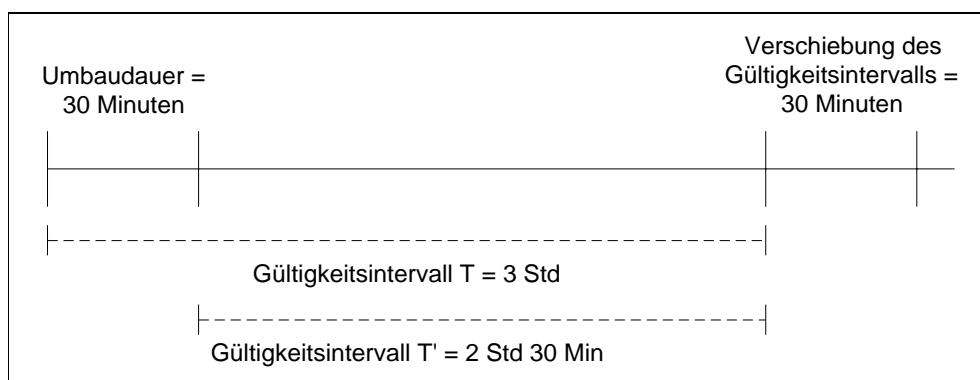 Umbaudauer =
30 Minuten
Verschiebung des
Gültigkeitsintervalls =
30 Minuten
Gültigkeitsintervall T = 3 Std
Gültigkeitsintervall T' = 2 Std 30 Min